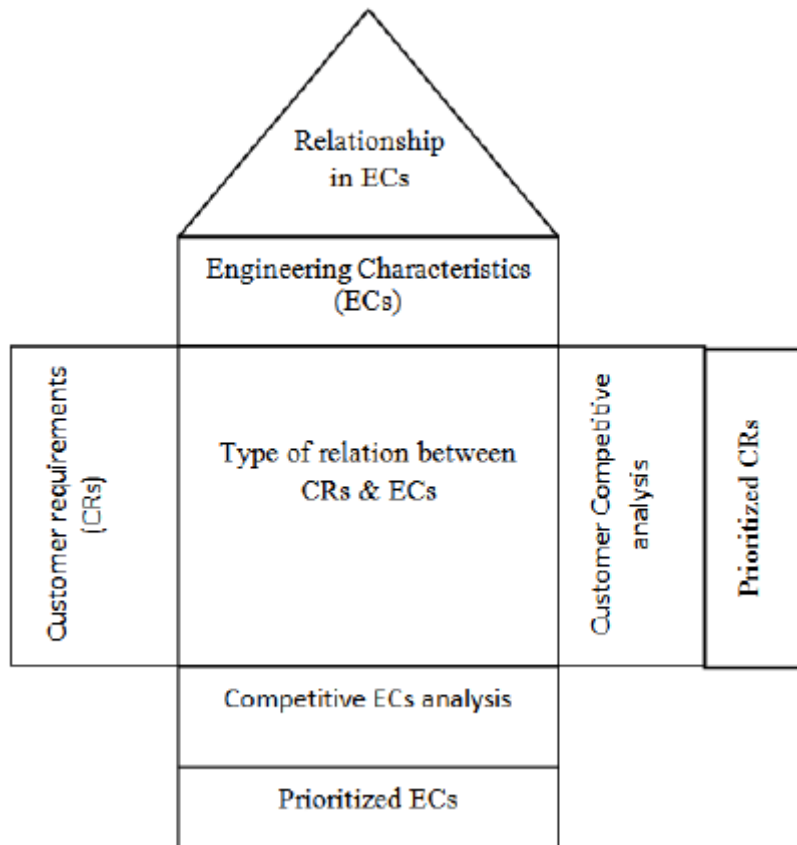 Relationship
in ECs
Engineering Characteristics
(ECs)
Customer requirements
(CRs)
Type of relation between
CRs & ECs
Customer Competitive
analysis
Prioritized CRs
Competitive ECs analysis
Prioritized ECs